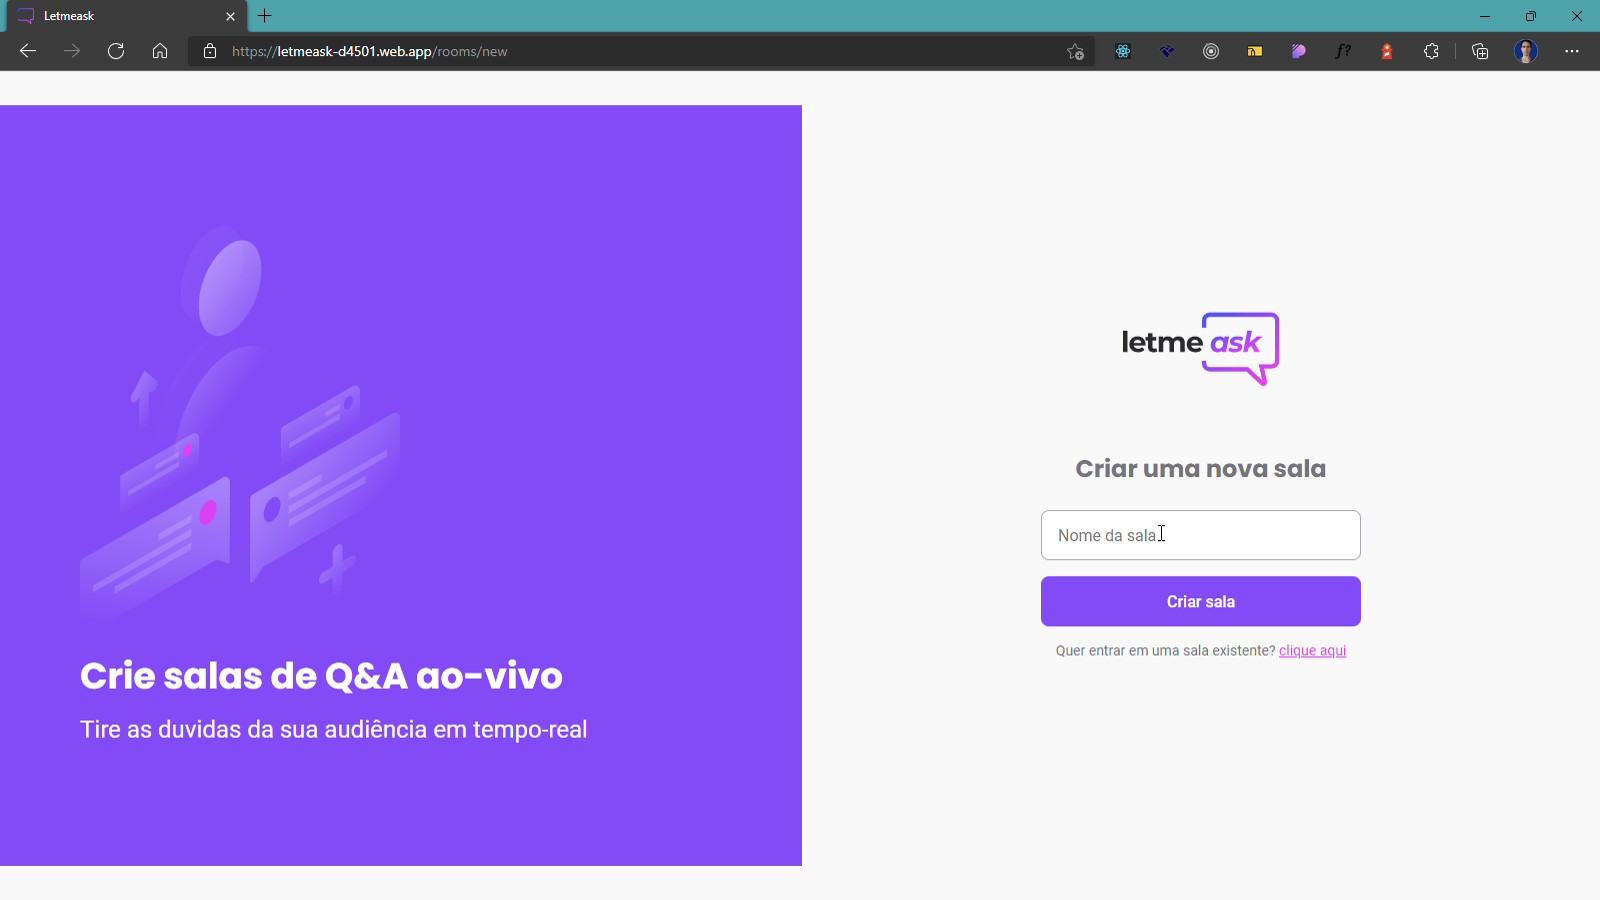 Letmeask
https://letmeask-d4501.web.app/rooms/new
f?
letme ask
Criar uma nova sala
Nome da sala
Criar sala
Quer entrar em uma sala existente? clique aqui
Crie salas de Q&A ao-vivo
Tire as duvidas da sua audiência em tempo-real